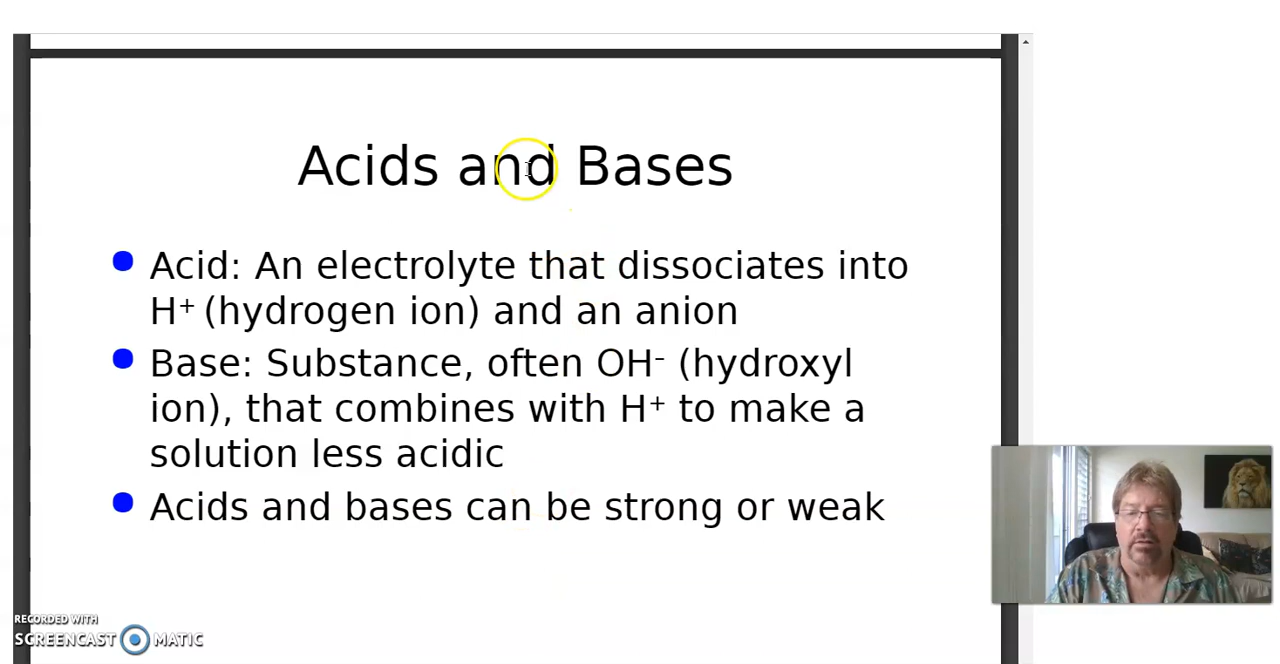 Acids and Bases
Acid: An electrolyte that dissociates into
H⁺ (hydrogen ion) and an anion
Base: Substance, often OH⁻ (hydroxyl
ion), that combines with H⁺ to make a
solution less acidic
Acids and bases can be strong or weak
RECORDED WITH
SCREENCAST MATIC